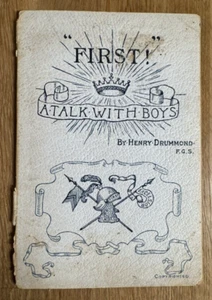 "FIRST!"
A·TALK·WITH·BOYS
BY HENRY·DRUMMOND·
F.G.S.
COPYRIGHTED